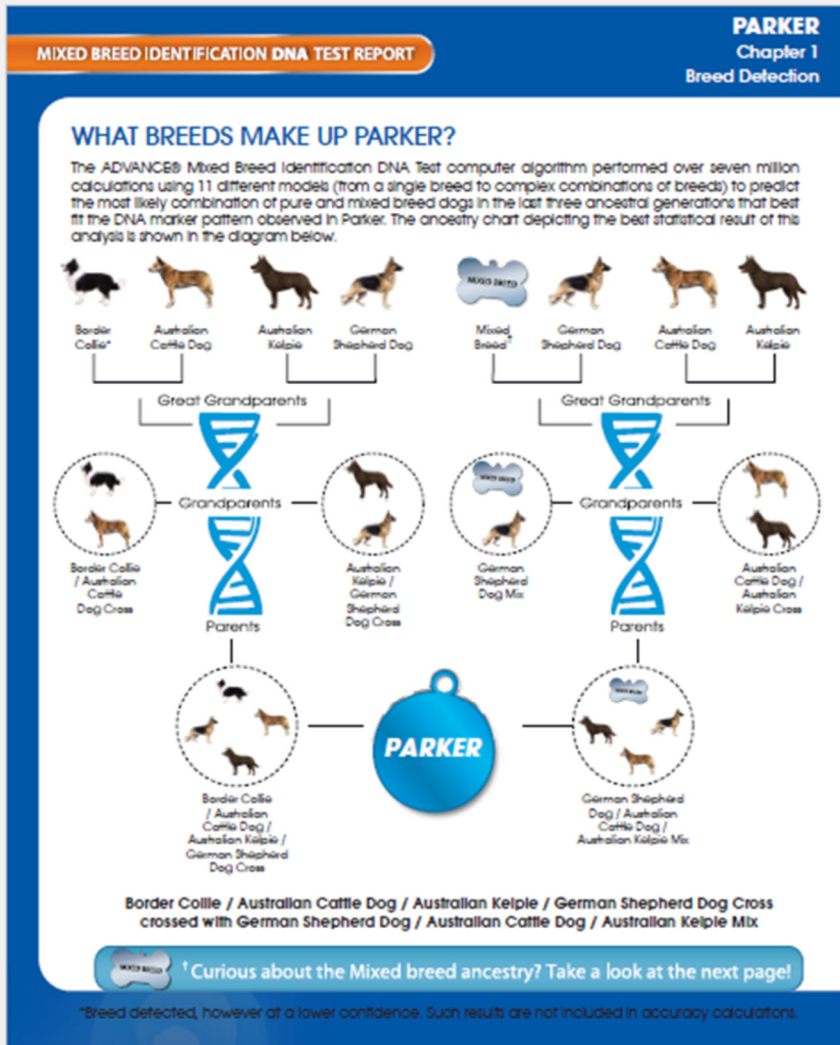 PARKER
Chapter 1
Breed Detection
MIXED BREED IDENTIFICATION DNA TEST REPORT
WHAT BREEDS MAKE UP PARKER?
The ADVANCE® Mixed Breed Identification DNA Test computer algorithm performed over seven million
calculations using 11 different models (from a single breed to complex combinations of breeds) to predict
the most likely combination of pure and mixed breed dogs in the last three ancestral generations that best
fit the DNA marker pattern observed in Parker. The ancestry chart depicting the best statistical result of this
analysis is shown in the diagram below.
MIXED BREED
Border
Collie*
Australian
Cattle Dog
Australian
Kelpie
German
Shepherd Dog
Mixed
Breed†
German
Shepherd Dog
Australian
Cattle Dog
Australian
Kelpie
Great Grandparents
Great Grandparents
MIXED BREED
Grandparents
Grandparents
Border Collie
/ Australian
Cattle
Dog Cross
Australian
Kelpie /
German
Shepherd
Dog Cross
German
Shepherd
Dog Mix
Australian
Cattle Dog /
Australian
Kelpie Cross
Parents
Parents
MIXED BREED
PARKER
Border Collie
/ Australian
Cattle Dog /
Australian Kelpie /
German Shepherd
Dog Cross
German Shepherd
Dog / Australian
Cattle Dog /
Australian Kelpie Mix
Border Collie / Australian Cattle Dog / Australian Kelpie / German Shepherd Dog Cross
crossed with German Shepherd Dog / Australian Cattle Dog / Australian Kelpie Mix
MIXED BREED
†Curious about the Mixed breed ancestry? Take a look at the next page!
*Breed detected, however at a lower confidence. Such results are not included in accuracy calculations.